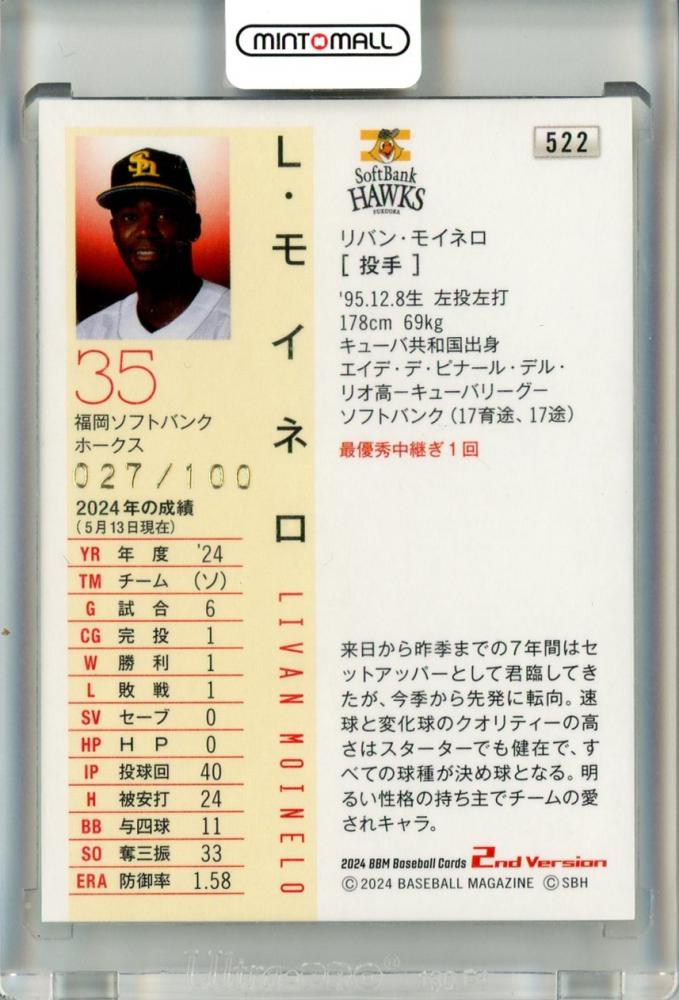 MINT MALL
522
SH
SoftBank
HAWKS
FUKUOKA
L・モイネロ
LIVAN MOINELO
リバン・モイネロ
[ 投手 ]
'95.12.8生 左投左打
178cm 69kg
キューバ共和国出身
エイデ・デ・ピナール・デル・
リオ高ーキューバリーグー
ソフトバンク (17育途、17途)
最優秀中継ぎ1回
35
福岡ソフトバンク
ホークス
027/100
2024年の成績
(5月13日現在)
YR 年度 '24
TM チーム (ソ)
G 試合 6
CG 完投 1
W 勝利 1
L 敗戦 1
SV セーブ 0
HP H P 0
IP 投球回 40
H 被安打 24
BB 与四球 11
SO 奪三振 33
ERA 防御率 1.58
来日から昨季までの7年間はセ
ットアッパーとして君臨してき
たが、今季から先発に転向。速
球と変化球のクオリティーの高
さはスターターでも健在で、す
べての球種が決め球となる。明
るい性格の持ち主でチームの愛
されキャラ。
2024 BBM Baseball Cards 2nd Version
©2024 BASEBALL MAGAZINE ©SBH
Ultra·PRO®